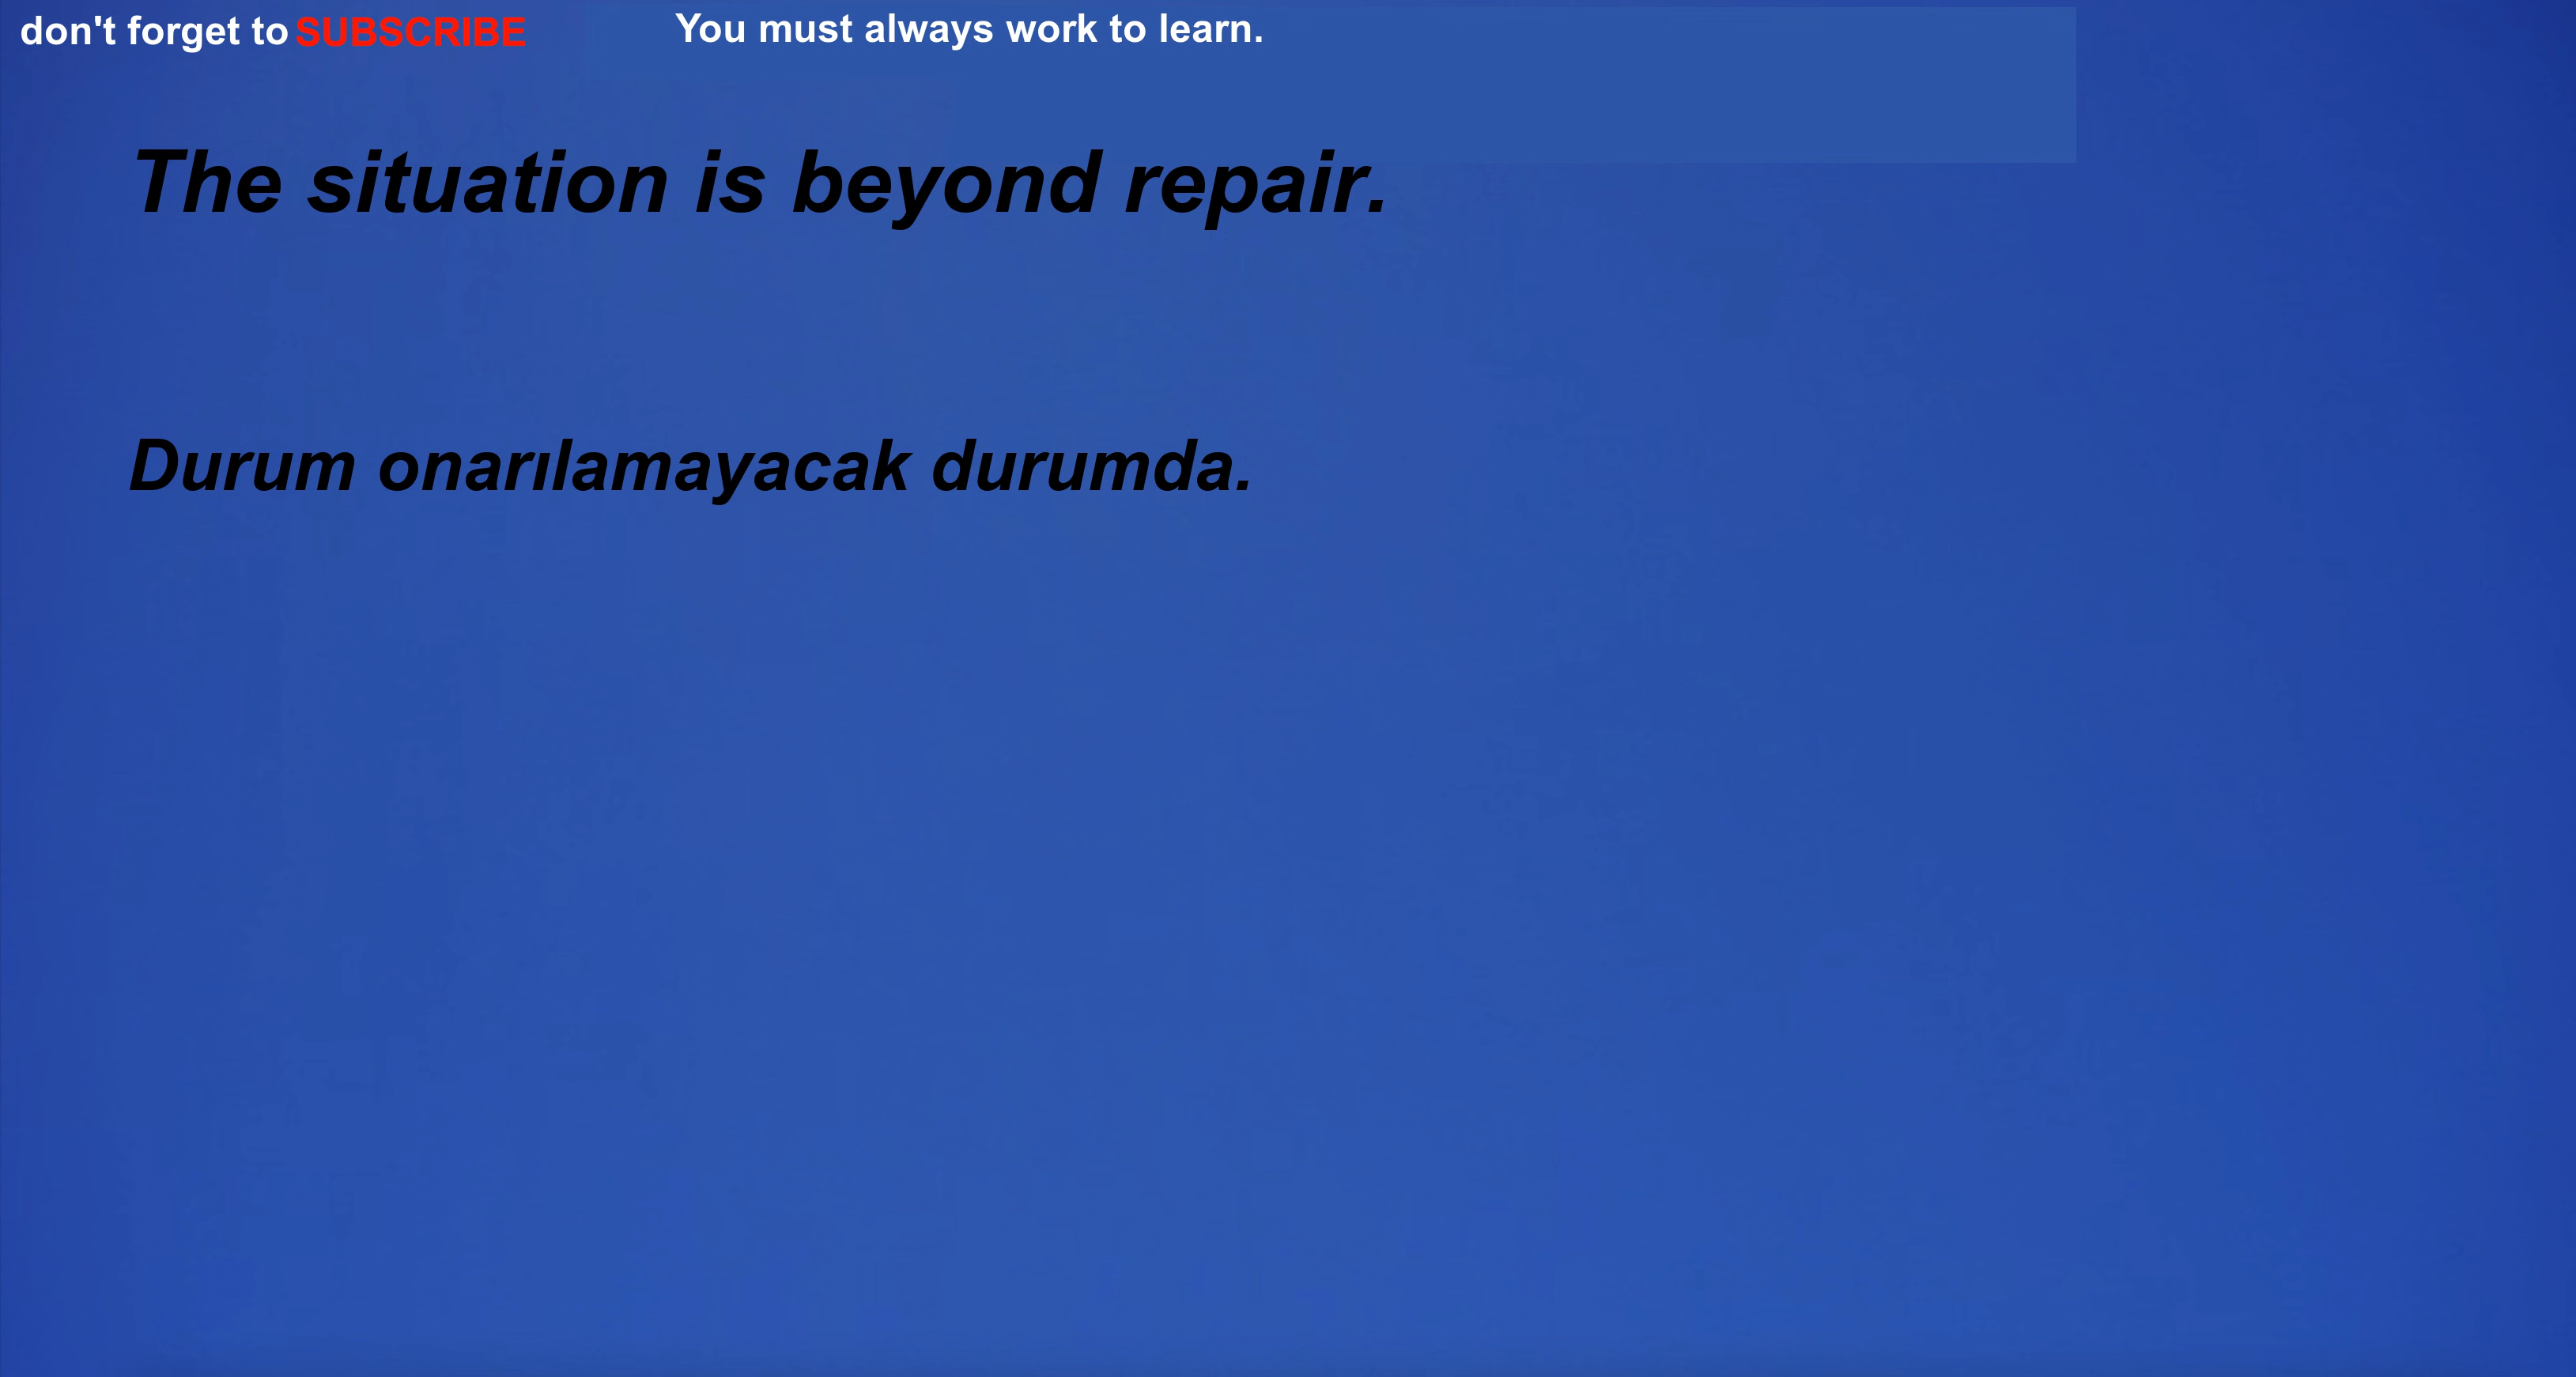 don't forget to SUBSCRIBE
You must always work to learn.
The situation is beyond repair.
Durum onarılamayacak durumda.